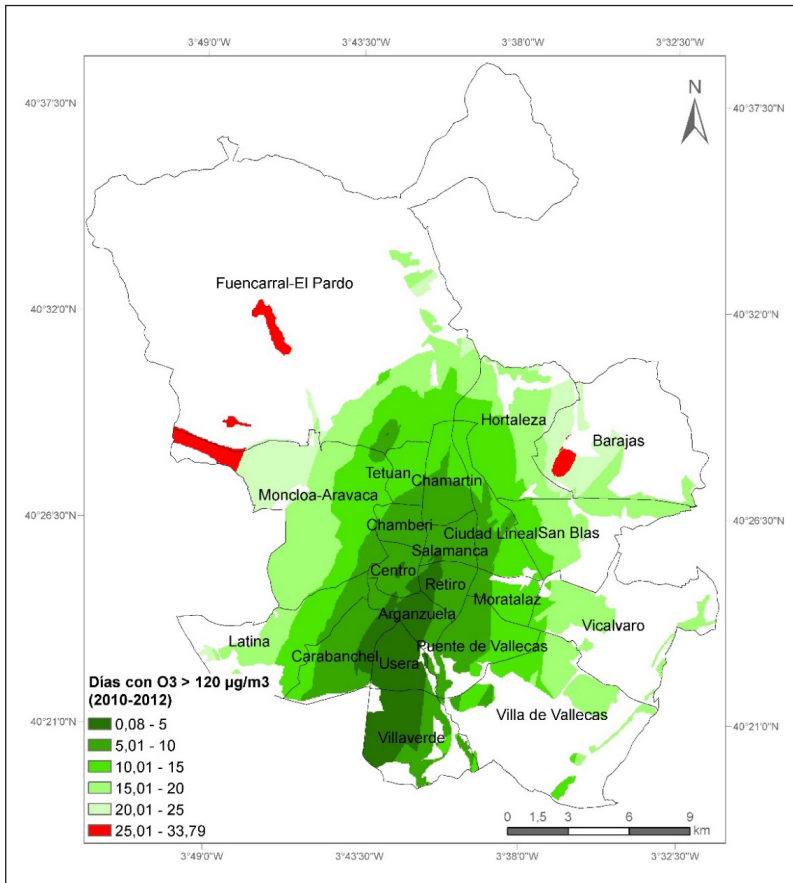 3°49'0"W 3°43'30"W 3°38'0"W 3°32'30"W
40°37'30"N
40°37'30"N
N
Fuencarral-El Pardo
40°32'0"N
40°32'0"N
Hortaleza
Barajas
Tetuan
Chamartin
Moncloa-Aravaca
40°26'30"N
40°26'30"N
Chamberi
Ciudad Lineal
San Blas
Salamanca
Centro
Retiro
Moratalaz
Arganzuela
Vicalvaro
Latina
Puente de Vallecas
Carabanchel
Usera
Días con O3 > 120 µg/m3
(2010-2012)
0,08 - 5
5,01 - 10
10,01 - 15
15,01 - 20
20,01 - 25
25,01 - 33,79
40°21'0"N
40°21'0"N
Villa de Vallecas
Villaverde
0 1,5 3 6 9
km
3°49'0"W 3°43'30"W 3°38'0"W 3°32'30"W